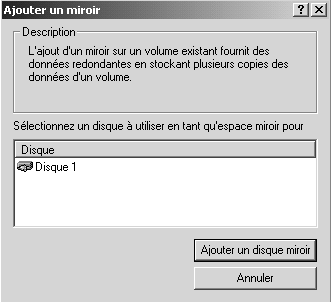 Ajouter un miroir
Description
L'ajout d'un miroir sur un volume existant fournit des
données redondantes en stockant plusieurs copies des
données d'un volume.
Sélectionnez un disque à utiliser en tant qu'espace miroir pour
Disque
Disque 1
Ajouter un disque miroir
Annuler